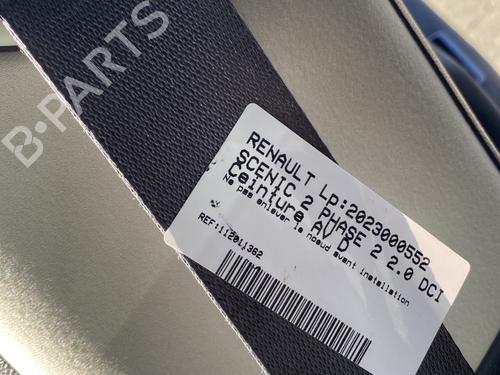 B-PARTS
RENAULT LP:2023000552
SCENIC 2 PHASE 2 2.0 DCI
Ceinture AV D
Ne pas enlever le noeud avant installation
REF:112011362